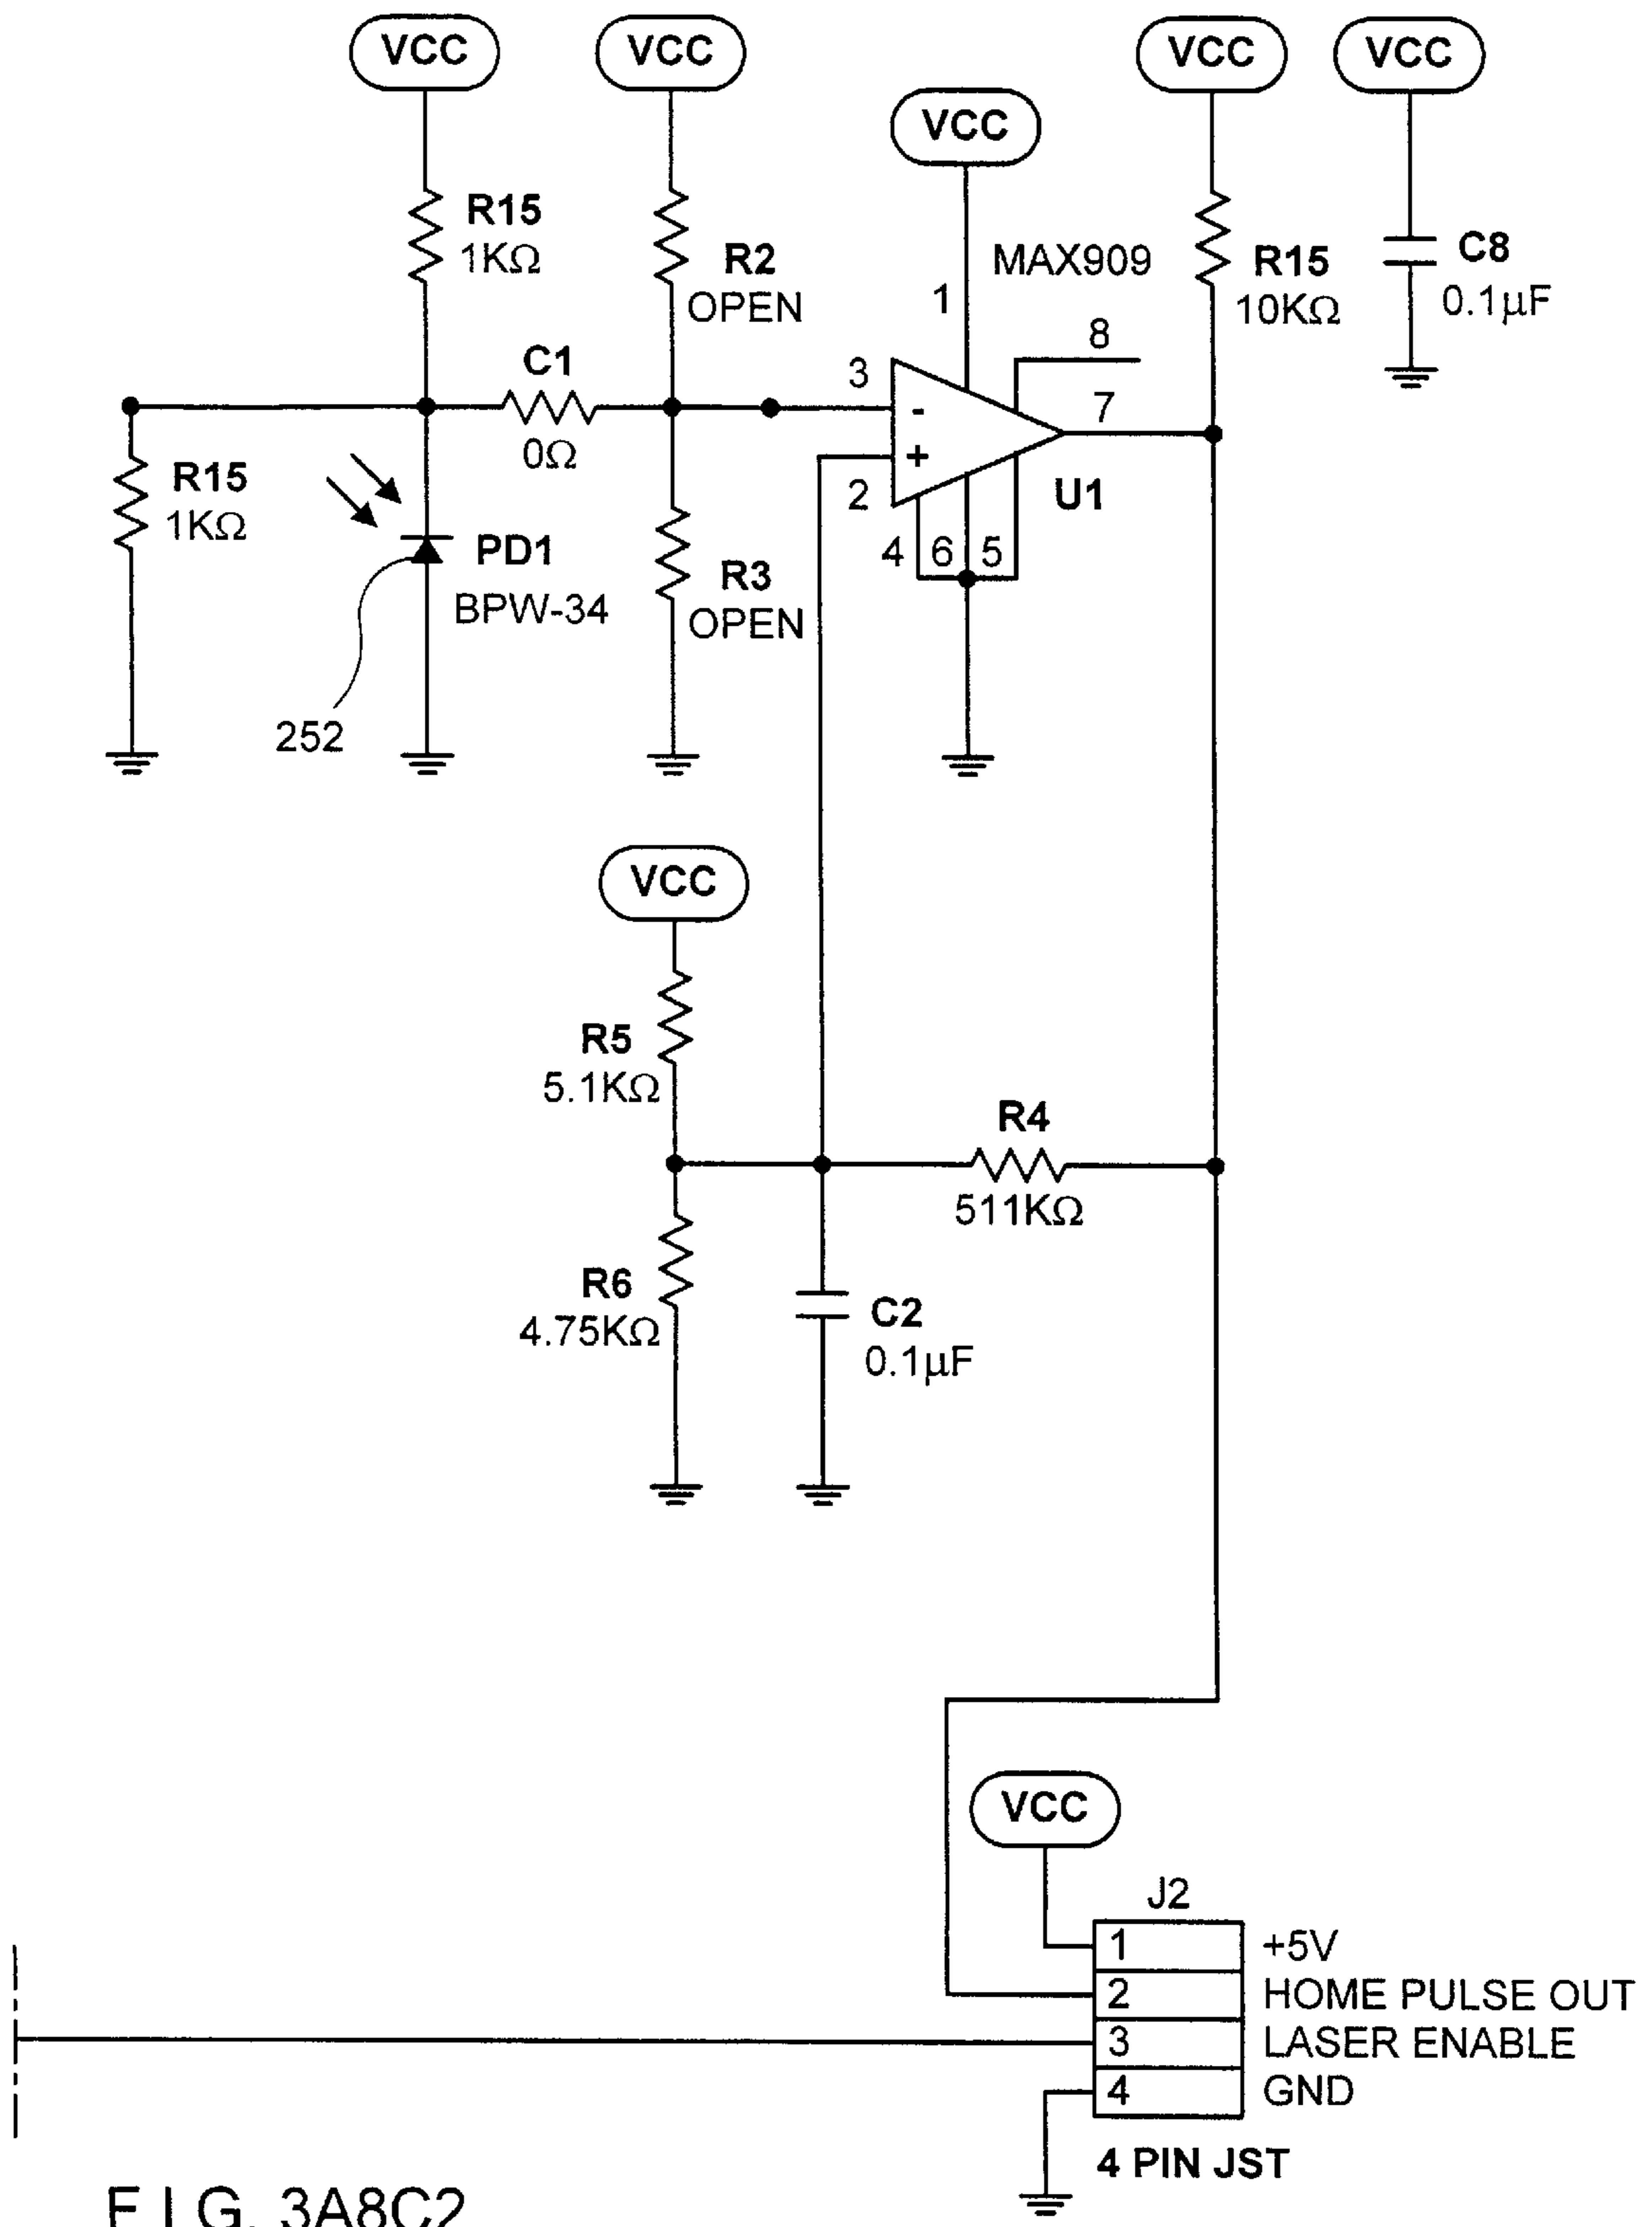 VCC
VCC
VCC
VCC
VCC
R15
1KΩ
R2
OPEN
MAX909
1
R15
10KΩ
C8
0.1µF
C1
0Ω
3
8
7
-
+
2
U1
R15
1KΩ
PD1
BPW-34
4
6
5
R3
OPEN
252
VCC
R5
5.1KΩ
R4
511KΩ
R6
4.75KΩ
C2
0.1µF
VCC
J2
1 +5V
2 HOME PULSE OUT
3 LASER ENABLE
4 GND
4 PIN JST
FIG. 3A8C2